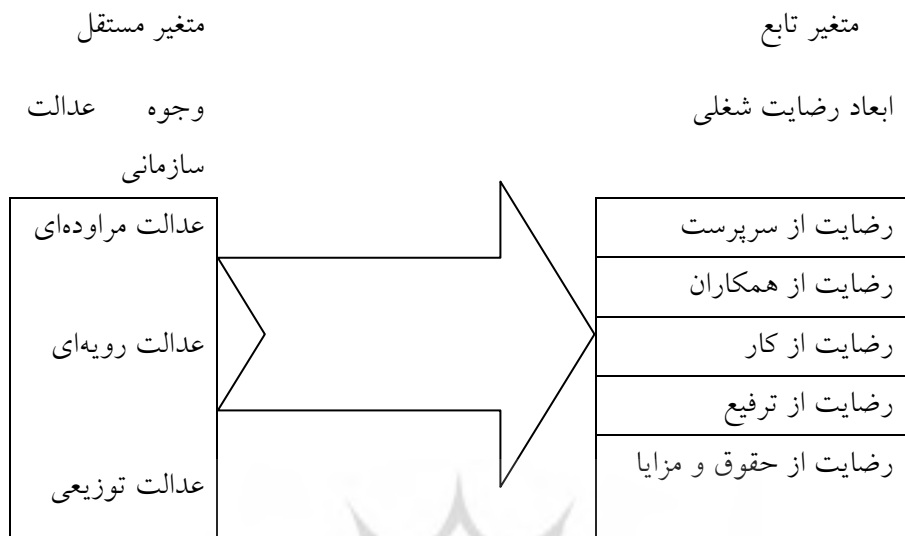 متغیر تابع
متغیر مستقل
ابعاد رضایت شغلی
وجوه عدالت
سازمانی
رضایت از سرپرست
رضایت از همکاران
رضایت از کار
رضایت از ترفیع
رضایت از حقوق و مزایا
عدالت مراوده‌ای
عدالت رویه‌ای
عدالت توزیعی